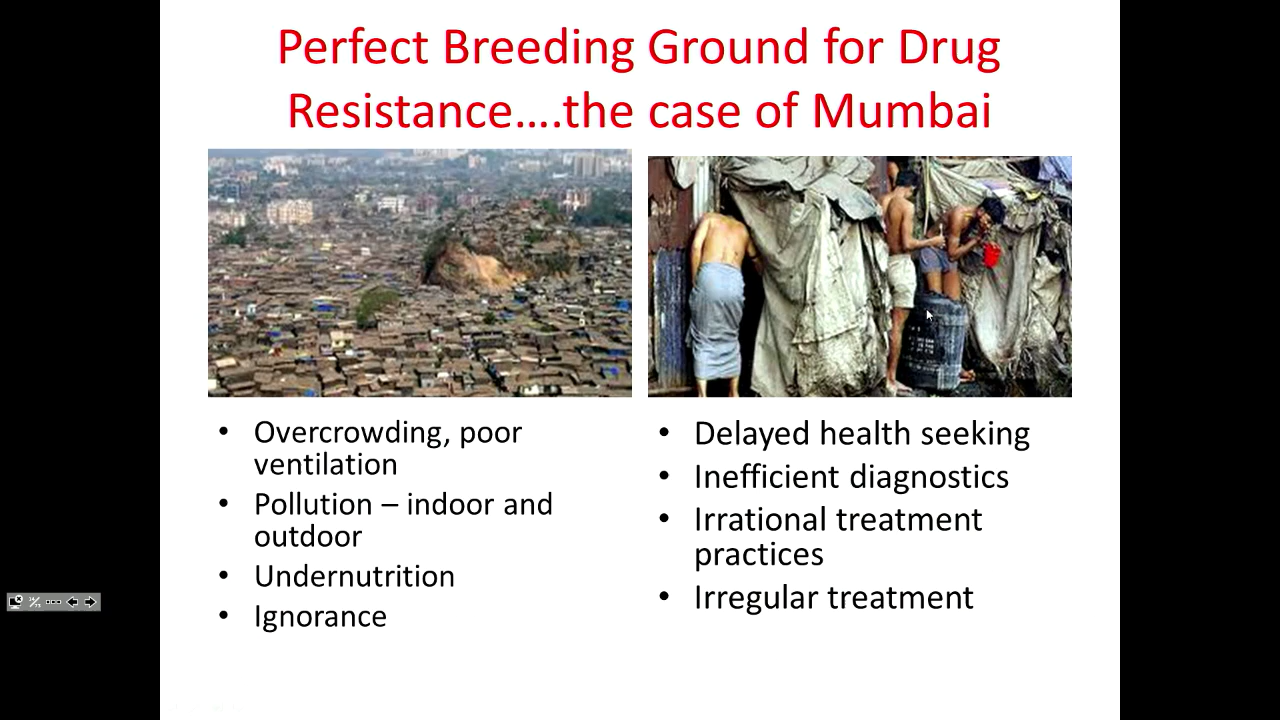 Perfect Breeding Ground for Drug
Resistance....the case of Mumbai
• Overcrowding, poor
ventilation
• Pollution – indoor and
outdoor
• Undernutrition
• Ignorance
• Delayed health seeking
• Inefficient diagnostics
• Irrational treatment
practices
• Irregular treatment